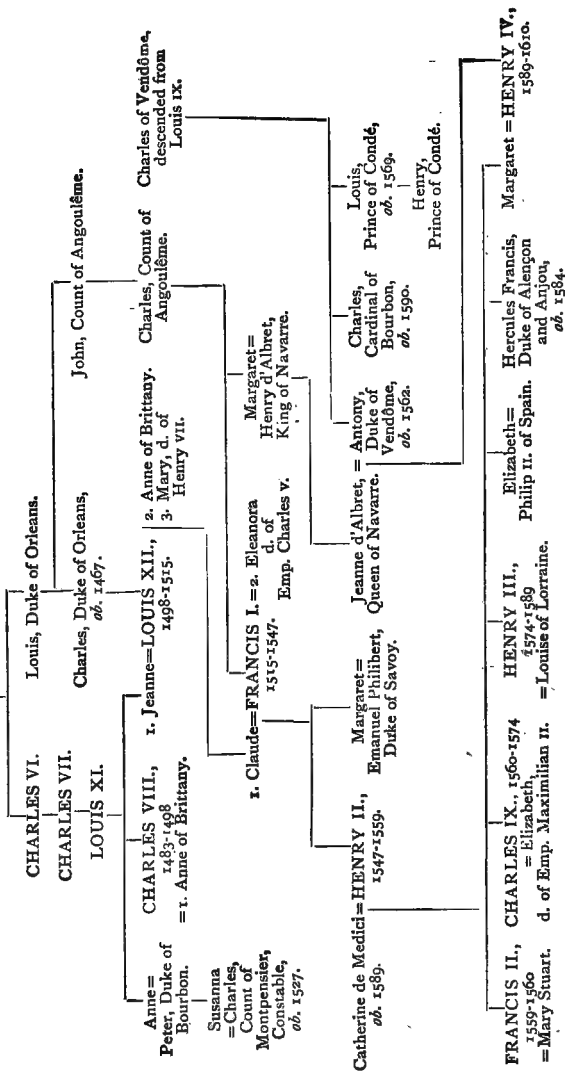 CHARLES VI.
CHARLES VII.
LOUIS XI.
Louis, Duke of Orleans.
Charles, Duke of Orleans,
ob. 1467.
John, Count of Angoulême.
Anne=
Peter, Duke of
Bourbon.
Susanna
=Charles,
Count of
Montpensier,
Constable,
ob. 1527.
CHARLES VIII.,
1483-1498
=1. Anne of Brittany.
1. Jeanne=LOUIS XII.,
1498-1515.
2. Anne of Brittany.
3. Mary, d. of
Henry VII.
Charles, Count of
Angoulême.
Charles of Vendôme,
descended from
Louis IX.
1. Claude=FRANCIS I.=2. Eleanora
1515-1547.
d. of
Emp. Charles V.
Margaret=
Henry d'Albret,
King of Navarre.
Catherine de Medici=HENRY II.,
ob. 1589.
1547-1559.
Margaret=
Emanuel Philibert,
Duke of Savoy.
Jeanne d'Albret, = Antony,
Queen of Navarre.
Duke of
Vendôme,
ob. 1562.
Charles,
Cardinal of
Bourbon,
ob. 1590.
Louis,
Prince of Condé,
ob. 1569.
Henry,
Prince of Condé.
FRANCIS II.,
1559-1560
=Mary Stuart.
CHARLES IX., 1560-1574
= Elizabeth,
d. of Emp. Maximilian II.
HENRY III.,
1574-1589
=Louise of Lorraine.
Elizabeth=
Philip II. of Spain.
Hercules Francis,
Duke of Alençon
and Anjou,
ob. 1584.
Margaret =HENRY IV.,
1589-1610.